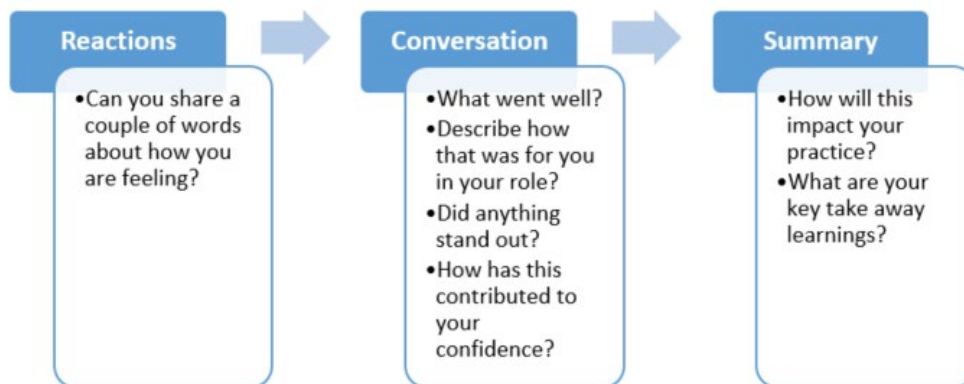 Reactions
•Can you share a
couple of words
about how you
are feeling?
Conversation
•What went well?
•Describe how
that was for you
in your role?
•Did anything
stand out?
•How has this
contributed to
your
confidence?
Summary
•How will this
impact your
practice?
•What are your
key take away
learnings?